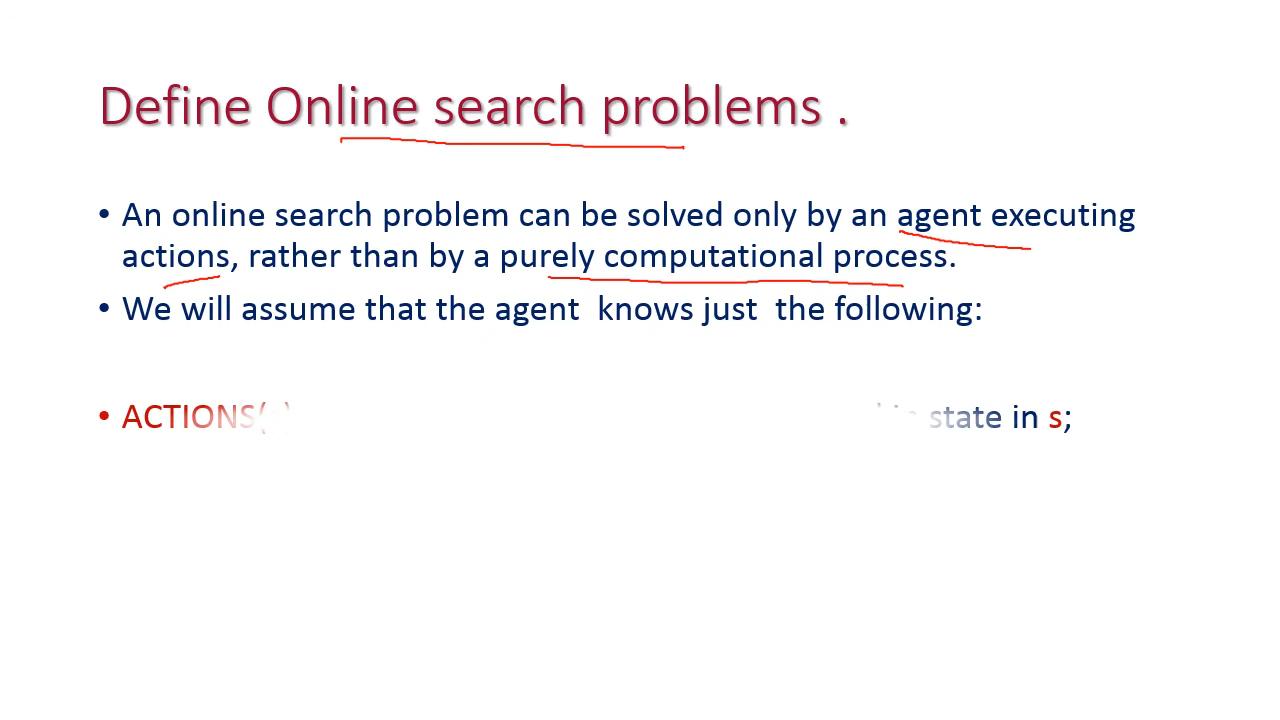 Define Online search problems .
• An online search problem can be solved only by an agent executing
actions, rather than by a purely computational process.
• We will assume that the agent knows just the following:
• ACTIONS( state in s;